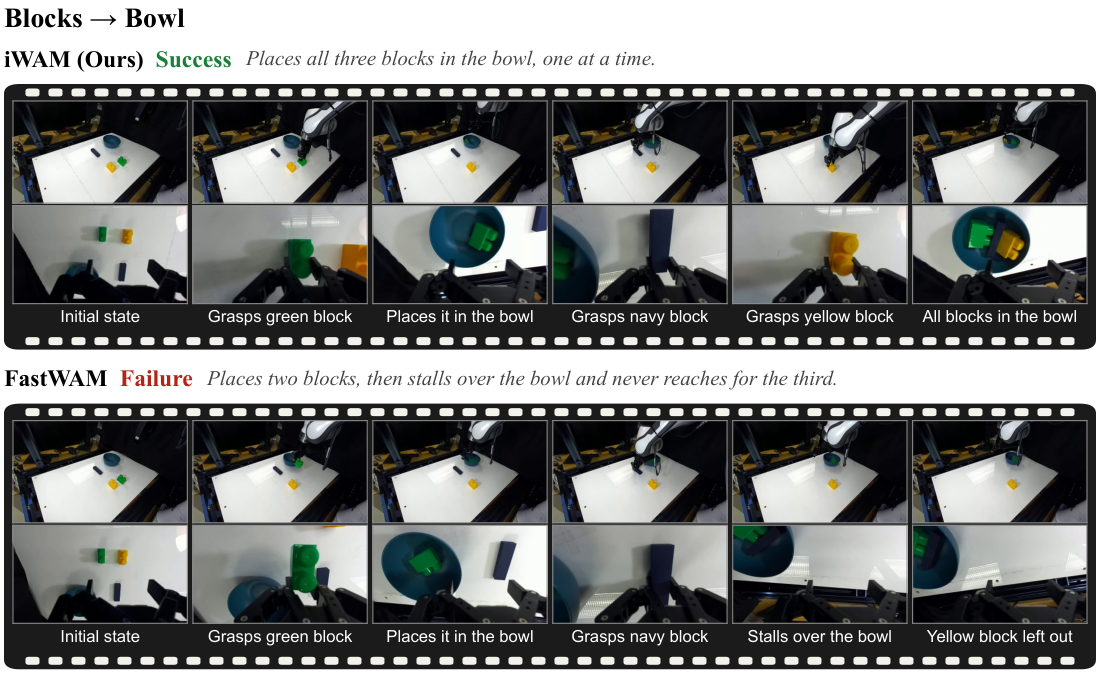 Blocks → Bowl
iWAM (Ours) Success Places all three blocks in the bowl, one at a time.
Initial state Grasps green block Places it in the bowl Grasps navy block Grasps yellow block All blocks in the bowl
FastWAM Failure Places two blocks, then stalls over the bowl and never reaches for the third.
Initial state Grasps green block Places it in the bowl Grasps navy block Stalls over the bowl Yellow block left out